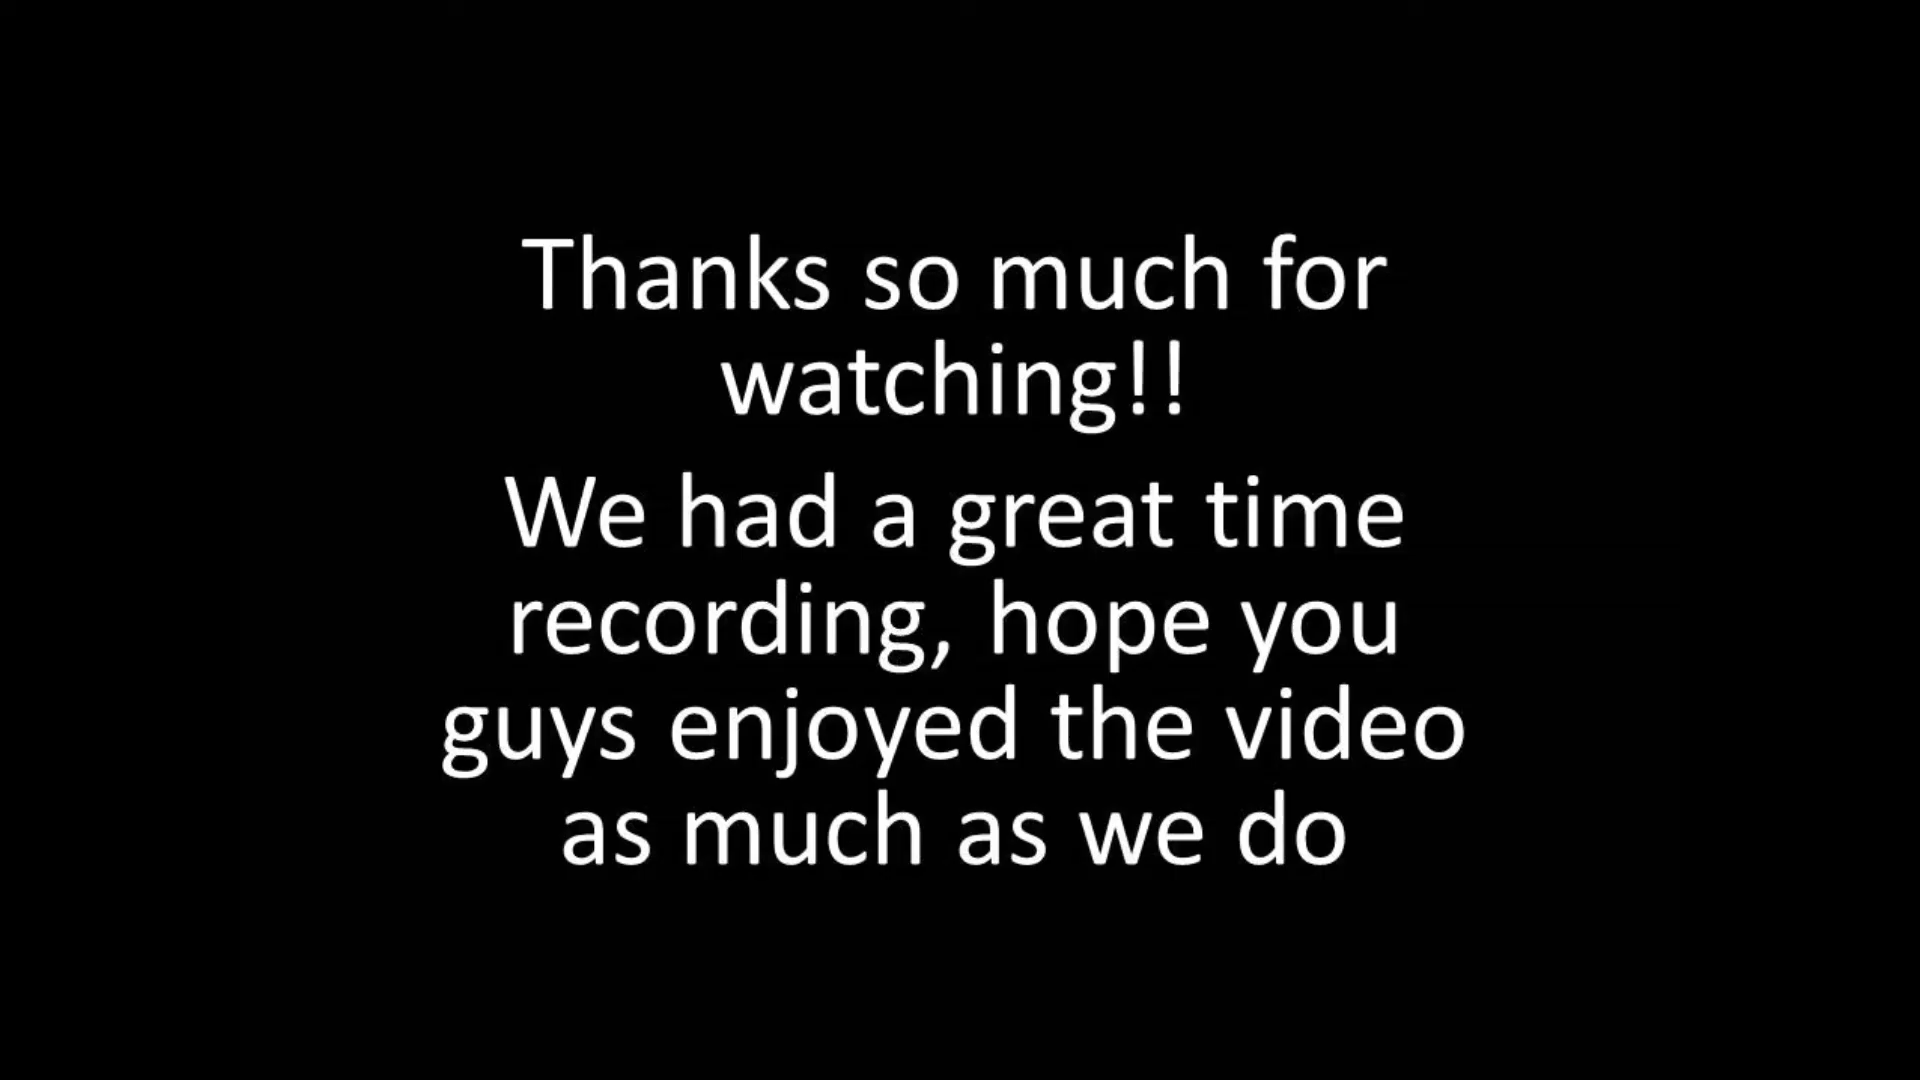 Thanks so much for
watching!!
We had a great time
recording, hope you
guys enjoyed the video
as much as we do